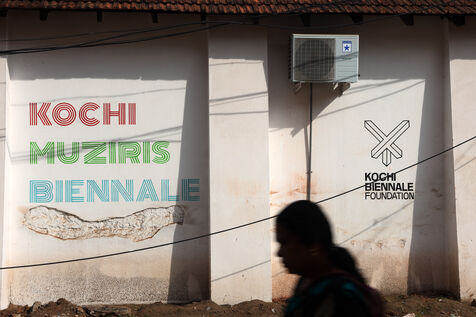 KOCHI
MUZIRIS
BIENNALE
KOCHI
BIENNALE
FOUNDATION